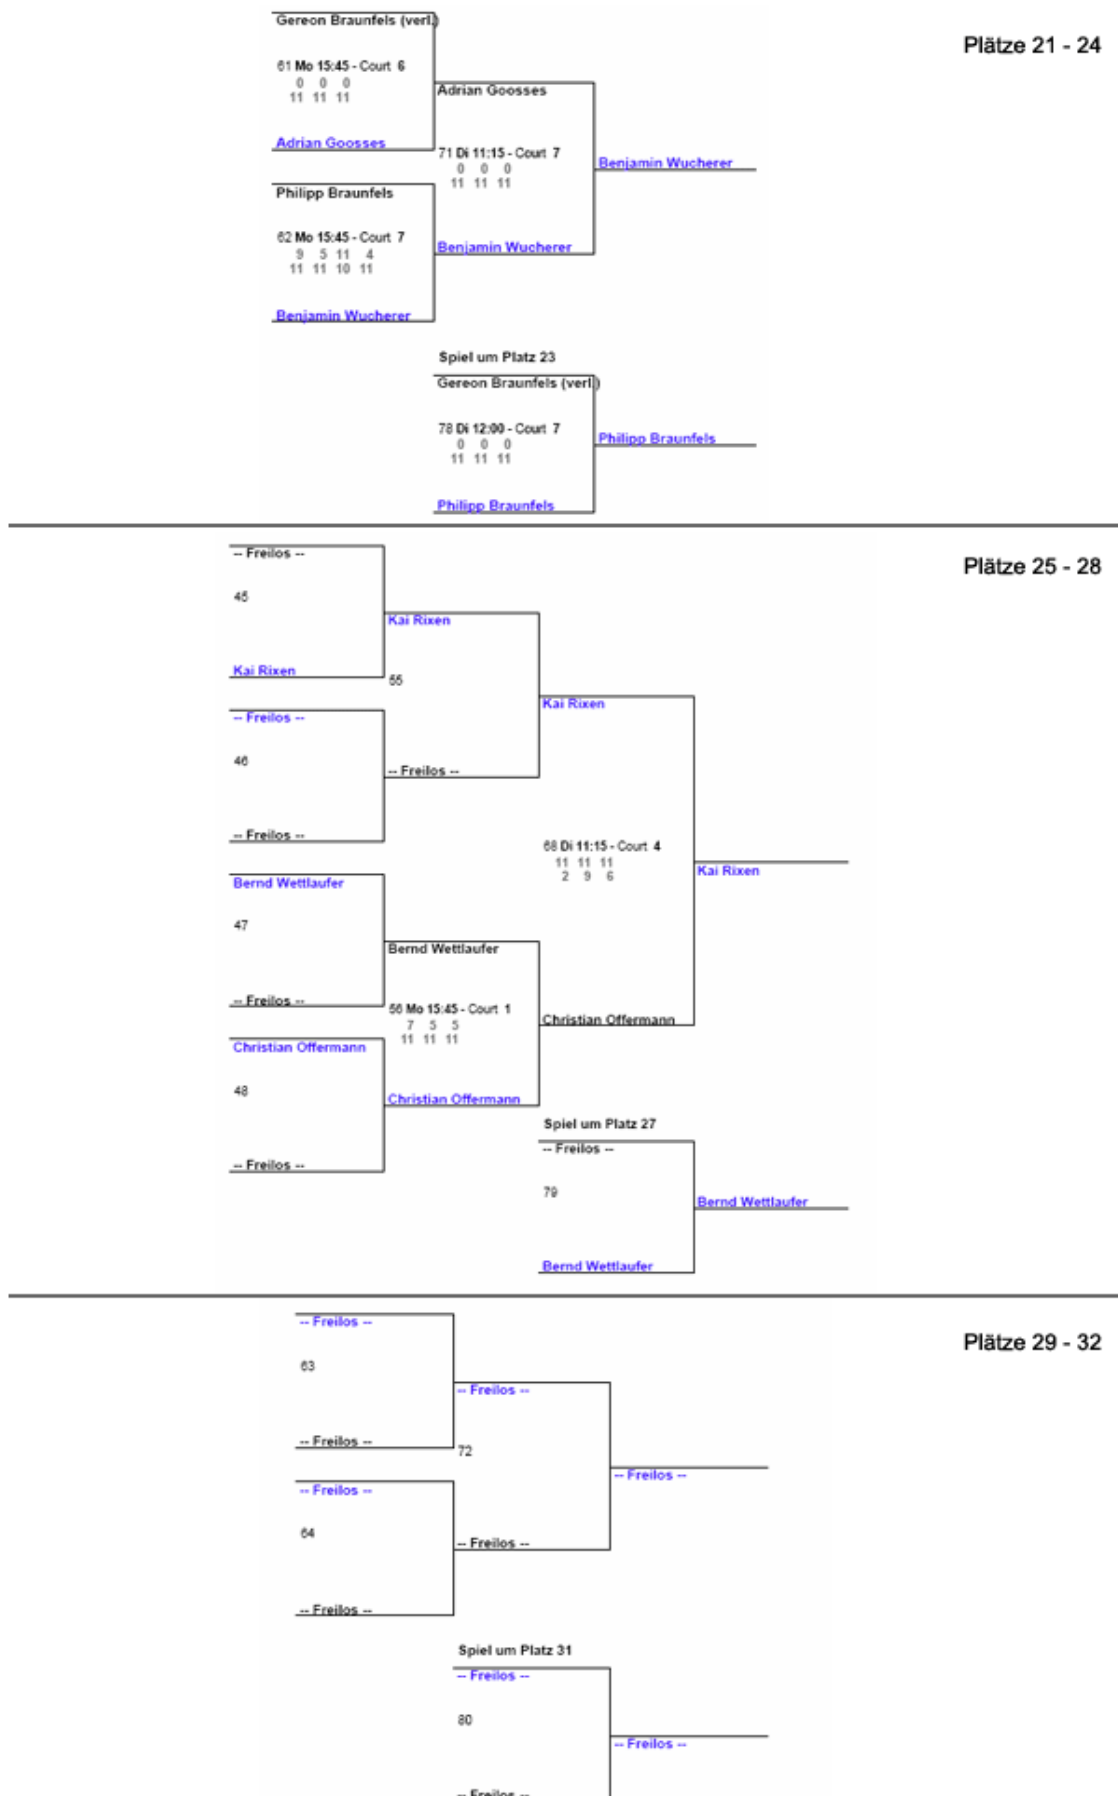 Gereon Braunfels (verl.)
Plätze 21 - 24
61 Mo 15:45 - Court 6
0 0 0
11 11 11
Adrian Goosses
Adrian Goosses
71 Di 11:15 - Court 7
0 0 0
11 11 11
Benjamin Wucherer
Philipp Braunfels
62 Mo 15:45 - Court 7
9 5 11 4
11 11 10 11
Benjamin Wucherer
Benjamin Wucherer
Spiel um Platz 23
Gereon Braunfels (verl.)
78 Di 12:00 - Court 7
0 0 0
11 11 11
Philipp Braunfels
Philipp Braunfels
-- Freilos --
Plätze 25 - 28
45
Kai Rixen
Kai Rixen
55
-- Freilos --
Kai Rixen
46
-- Freilos --
-- Freilos --
68 Di 11:15 - Court 4
11 11 11
2 9 6
Kai Rixen
Bernd Wettlaufer
47
Bernd Wettlaufer
-- Freilos --
56 Mo 15:45 - Court 1
7 5 5
11 11 11
Christian Offermann
Christian Offermann
48
Christian Offermann
-- Freilos --
Spiel um Platz 27
-- Freilos --
79
Bernd Wettlaufer
Bernd Wettlaufer
-- Freilos --
Plätze 29 - 32
63
-- Freilos --
-- Freilos --
72
-- Freilos --
-- Freilos --
64
-- Freilos --
-- Freilos --
Spiel um Platz 31
-- Freilos --
80
-- Freilos --
-- Freilos --